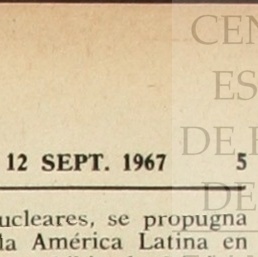 CEN
ES
DE
DE
12 SEPT. 1967 5
ucleares, se propugna
la América Latina en